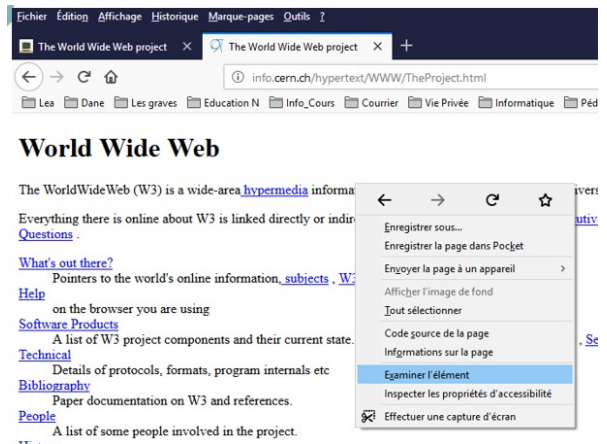 Fichier Édition Affichage Historique Marque-pages Outils ?
The World Wide Web project The World Wide Web project
info.cern.ch/hypertext/WWW/TheProject.html
Lea Dane Les graves Education N Info_Cours Courrier Vie Privée Informatique Péd
World Wide Web
The WorldWideWeb (W3) is a wide-area hypermedia informa
Everything there is online about W3 is linked directly or indire
Questions .
What's out there?
Pointers to the world's online information, subjects , W3
Help
on the browser you are using
Software Products
A list of W3 project components and their current state.
Technical
Details of protocols, formats, program internals etc
Bibliography
Paper documentation on W3 and references.
People
A list of some people involved in the project.
Enregistrer sous...
Enregistrer la page dans Pocket
Envoyer la page à un appareil
Afficher l'image de fond
Tout sélectionner
Code source de la page
Informations sur la page
Examiner l'élément
Inspecter les propriétés d'accessibilité
Effectuer une capture d'écran